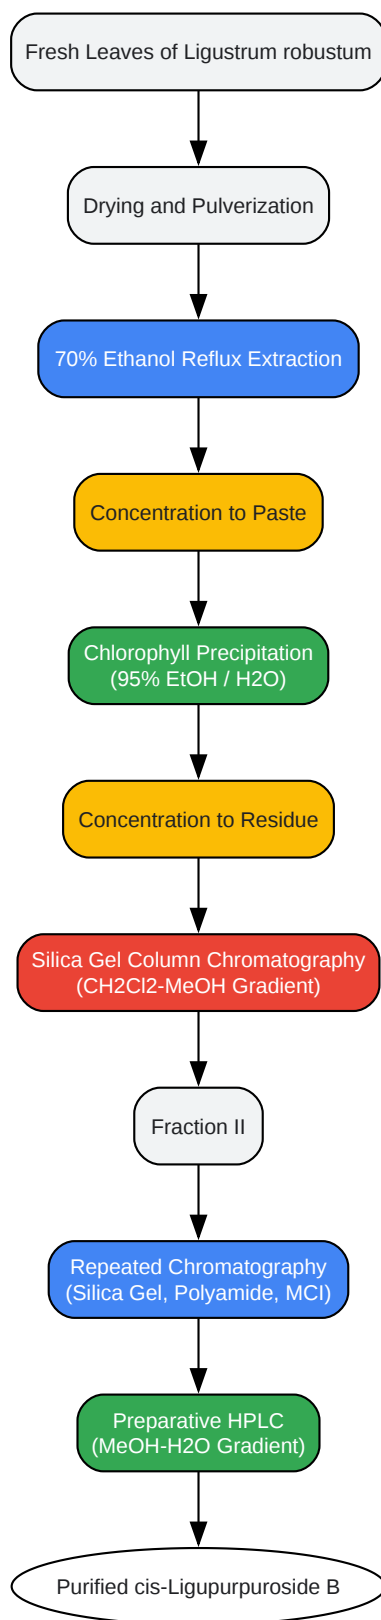 Fresh Leaves of Ligustrum robustum
Drying and Pulverization
70% Ethanol Reflux Extraction
Concentration to Paste
Chlorophyll Precipitation
(95% EtOH / H2O)
Concentration to Residue
Silica Gel Column Chromatography
(CH2Cl2-MeOH Gradient)
Fraction II
Repeated Chromatography
(Silica Gel, Polyamide, MCI)
Preparative HPLC
(MeOH-H2O Gradient)
Purified cis-Ligupurpuroside B